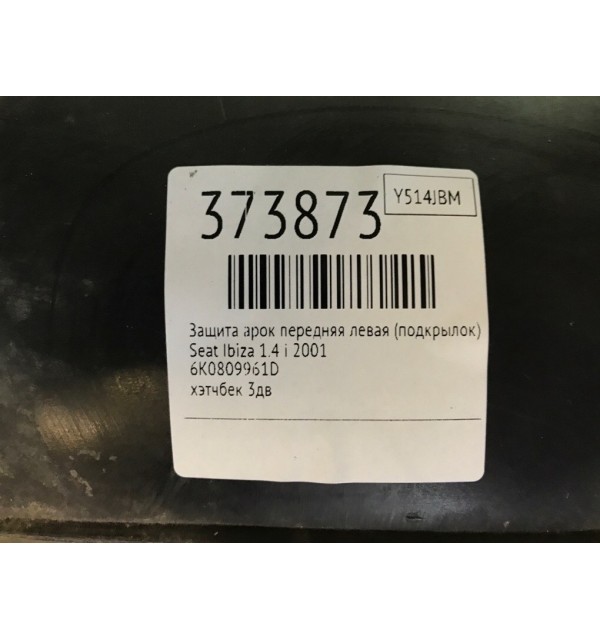 373873
Y514JBM
Защита арок передняя левая (подкрылок)
Seat Ibiza 1.4 i 2001
6K0809961D
хэтчбек 3дв